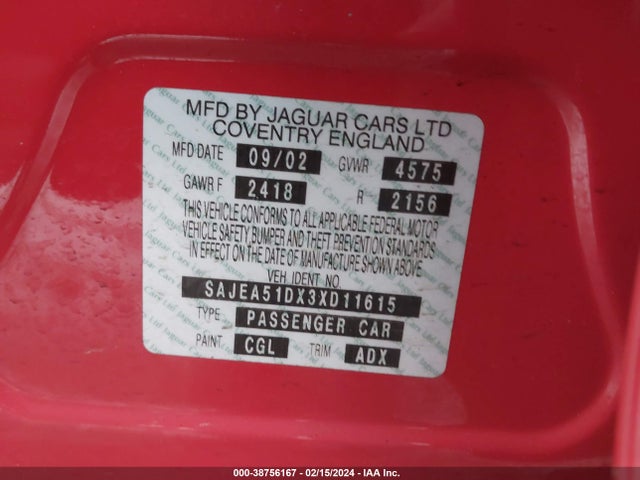 MFD BY JAGUAR CARS LTD
COVENTRY ENGLAND
MFD DATE 09/02 GVWR 4575
GAWR F 2418 R 2156
THIS VEHICLE CONFORMS TO ALL APPLICABLE FEDERAL MOTOR
VEHICLE SAFETY BUMPER AND THEFT PREVENTION STANDARDS
IN EFFECT ON THE DATE OF MANUFACTURE SHOWN ABOVE.
VEH. IDENT NO.
SAJEA51DX3XD11615
TYPE PASSENGER CAR
PAINT CGL TRIM ADX
000-38756167 - 02/15/2024 - IAA Inc.